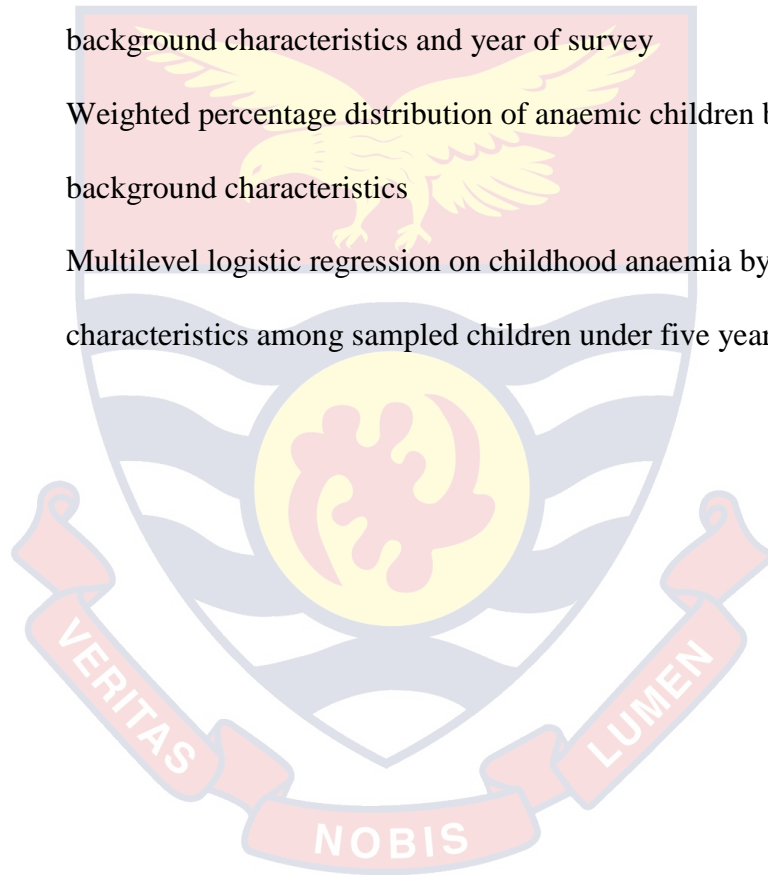 background characteristics and year of survey
Weighted percentage distribution of anaemic children
background characteristics
Multilevel logistic regression on childhood anaemia by
characteristics among sampled children under five
VERITAS
NOBIS
LUMEN